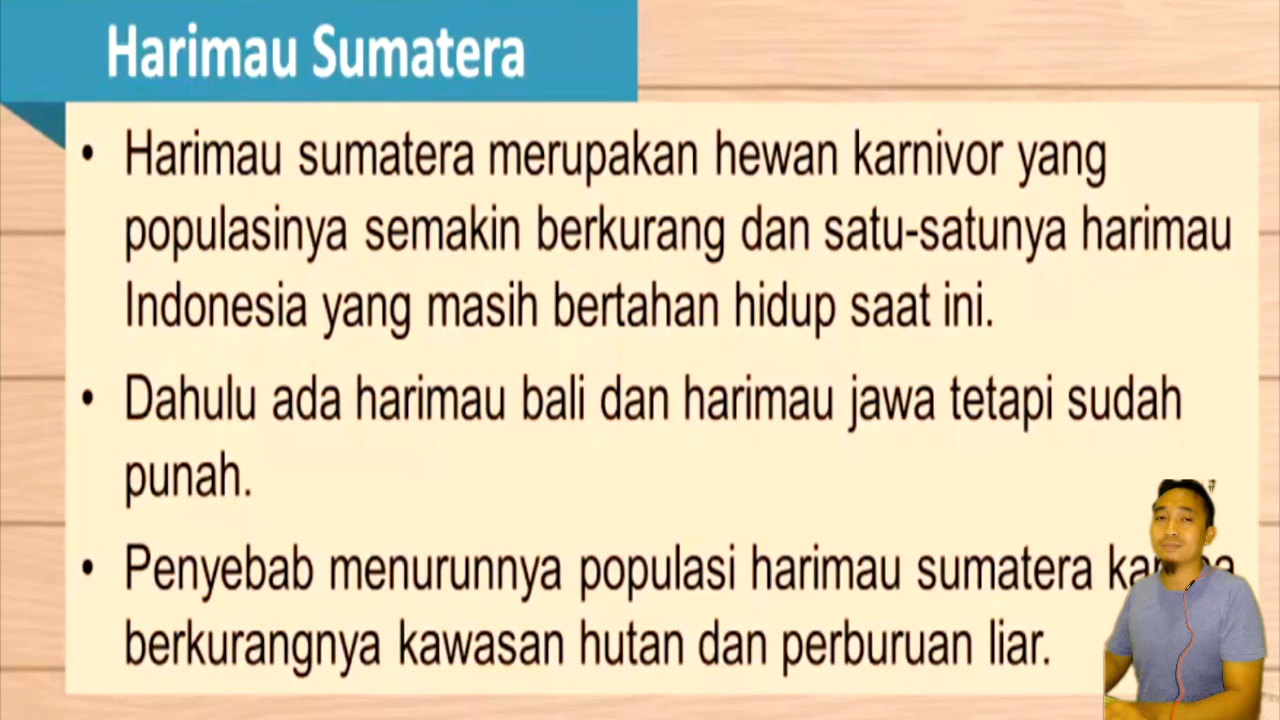 Harimau Sumatera
• Harimau sumatera merupakan hewan karnivor yang
populasinya semakin berkurang dan satu-satunya harimau
Indonesia yang masih bertahan hidup saat ini.
• Dahulu ada harimau bali dan harimau jawa tetapi sudah
punah.
• Penyebab menurunnya populasi harimau sumatera
berkurangnya kawasan hutan dan perburuan liar.